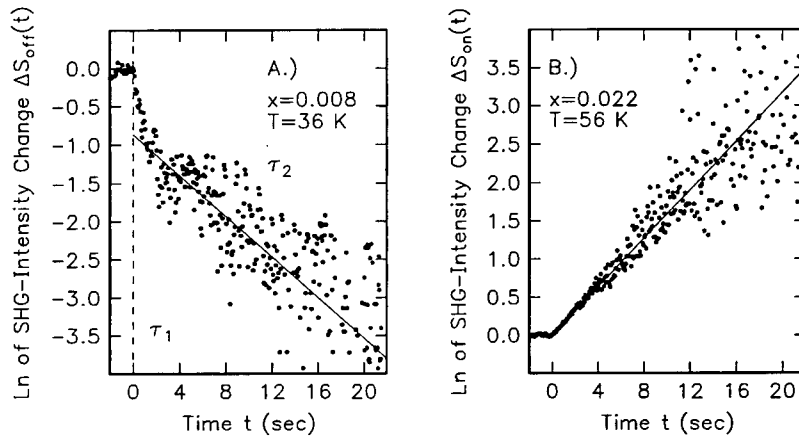 Ln of SHG-Intensity Change ΔS_off(t)
0.0
-0.5
-1.0
-1.5
-2.0
-2.5
-3.0
-3.5
A.)
x=0.008
T=36 K
τ₂
τ₁
0 4 8 12 16 20
Time t (sec)
Ln of SHG-Intensity Change ΔS_on(t)
3.5
3.0
2.5
2.0
1.5
1.0
0.5
0.0
B.)
x=0.022
T=56 K
0 4 8 12 16 20
Time t (sec)